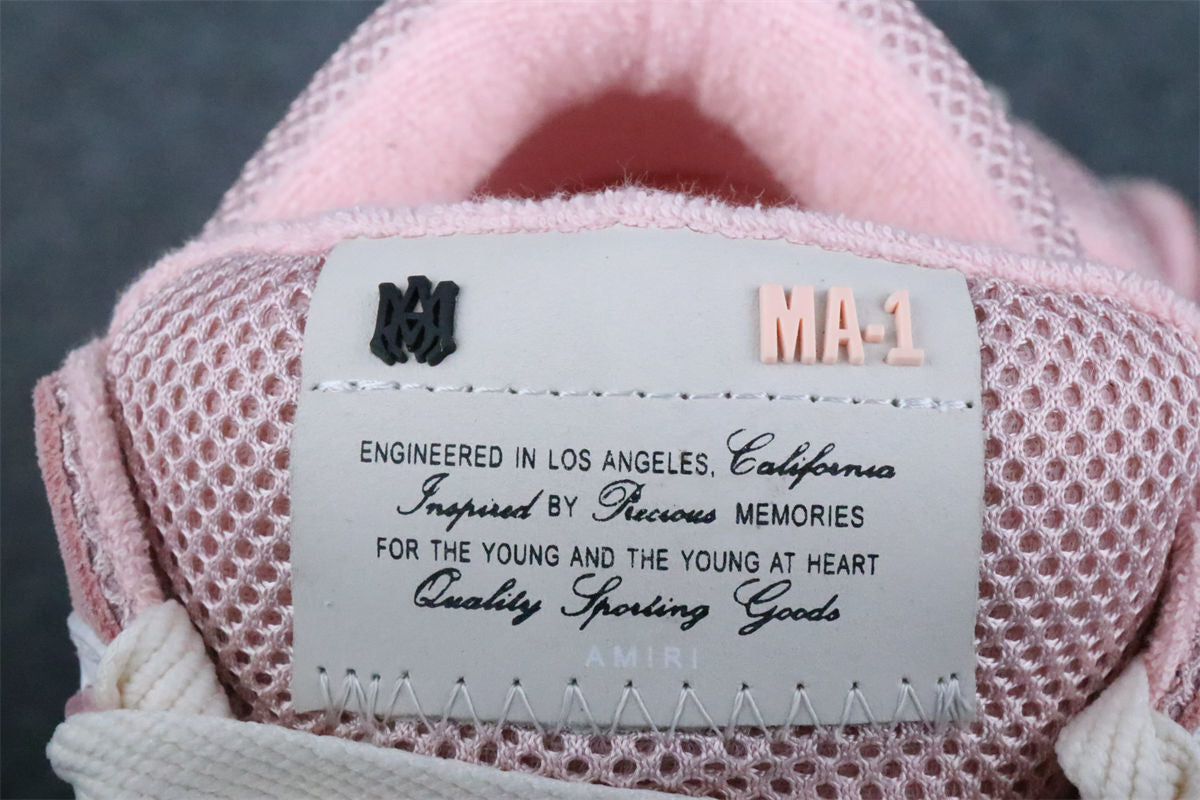 MA-1
ENGINEERED IN LOS ANGELES, California
Inspired BY Precious MEMORIES
FOR THE YOUNG AND THE YOUNG AT HEART
Quality Sporting Goods
AMIRI